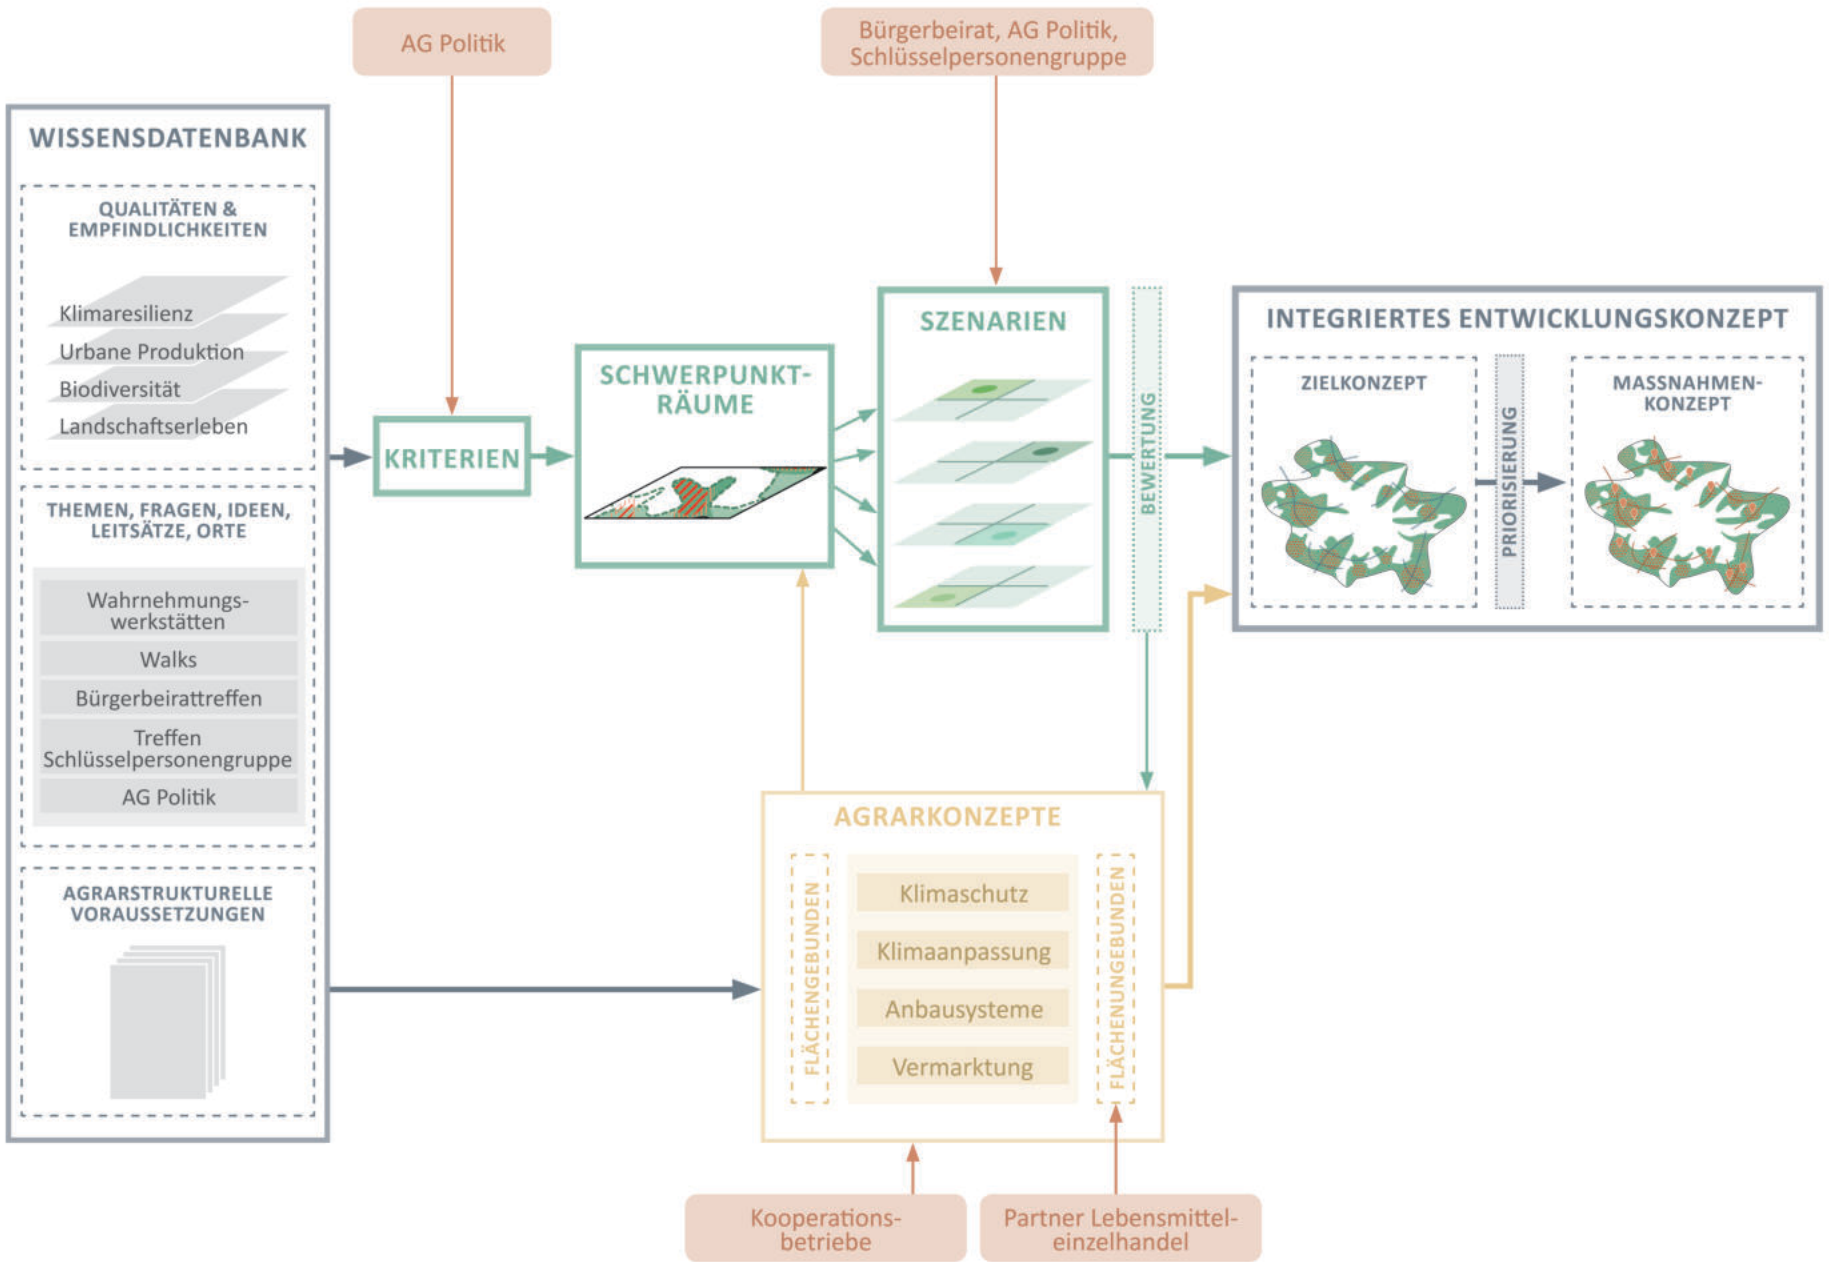 AG Politik
Bürgerbeirat, AG Politik,
Schlüsselpersonengruppe
WISSENSDATENBANK
QUALITÄTEN &
EMPFINDLICHKEITEN
Klimaresilienz
Urbane Produktion
Biodiversität
Landschaftserleben
THEMEN, FRAGEN, IDEEN,
LEITSÄTZE, ORTE
Wahrnehmungs-
werkstätten
Walks
Bürgerbeirattreffen
Treffen
Schlüsselpersonengruppe
AG Politik
AGRARSTRUKTURELLE
VORAUSSETZUNGEN
KRITERIEN
SCHWERPUNKT-
RÄUME
SZENARIEN
BEWERTUNG
INTEGRIERTES ENTWICKLUNGSKONZEPT
ZIELKONZEPT
PRIORISIERUNG
MASSNAHMEN-
KONZEPT
AGRARKONZEPTE
FLÄCHENGEBUNDEN
Klimaschutz
Klimaanpassung
Anbausysteme
Vermarktung
FLÄCHENUNGEBUNDEN
Kooperations-
betriebe
Partner Lebensmittel-
einzelhandel